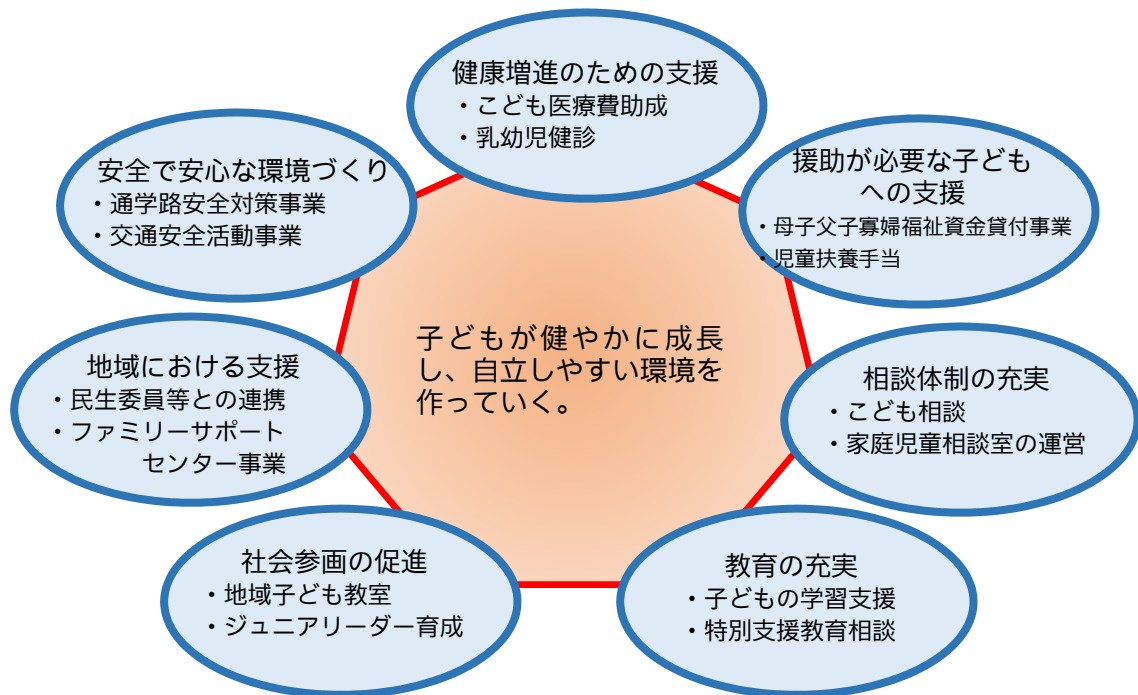 健康増進のための支援
・こども医療費助成
・乳幼児健診
援助が必要な子ども
への支援
・母子父子寡婦福祉資金貸付事業
・児童扶養手当
相談体制の充実
・こども相談
・家庭児童相談室の運営
教育の充実
・子どもの学習支援
・特別支援教育相談
社会参画の促進
・地域子ども教室
・ジュニアリーダー育成
地域における支援
・民生委員等との連携
・ファミリーサポート
センター事業
安全で安心な環境づくり
・通学路安全対策事業
・交通安全活動事業
子どもが健やかに成長
し、自立しやすい環境を
作っていく。